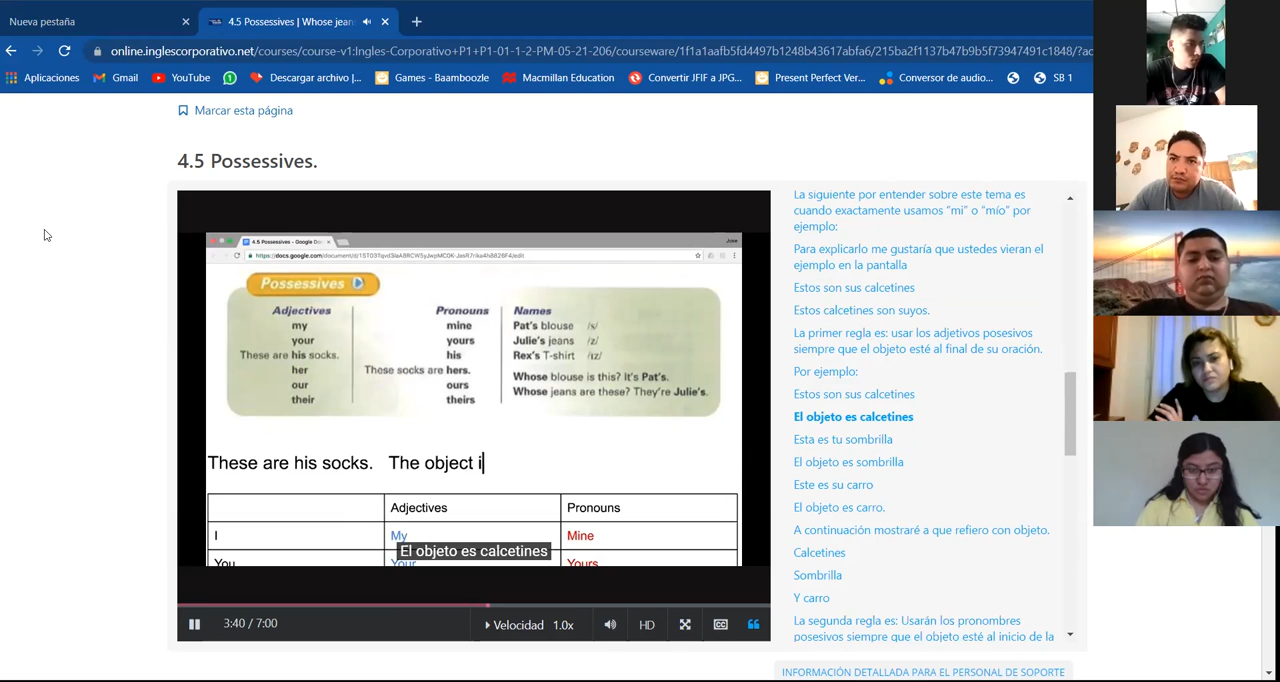 Nueva pestaña
4.5 Possessives | Whose jeans
online.inglescorporativo.net/courses/course-v1:Ingles-Corporativo+P1+P1-01-1-2-PM-05-21-206/courseware/1f1a1aafb5fd4497b1248b43617abfa6/215ba2f1137b47b9b5f73947491c1848/?ac
Aplicaciones
Gmail
YouTube
Descargar archivo |...
Games - Baamboozle
Macmillan Education
Convertir JFIF a JPG...
Present Perfect Ver...
Conversor de audio...
SB 1
Marcar esta página
4.5 Possessives.
4.5 Possessives - Google Doc
Jose
Possessives
Adjectives
my
your
These are his socks.
her
our
their
Pronouns
mine
yours
his
These socks are hers.
ours
theirs
Names
Pat's blouse /s/
Julie's jeans /z/
Rex's T-shirt /ɪz/
Whose blouse is this? It's Pat's.
Whose jeans are these? They're Julie's.
These are his socks. The object i
Adjectives Pronouns
I My Mine
You Your Yours
El objeto es calcetines
3:40 / 7:00
Velocidad 1.0x
HD
CC
La siguiente por entender sobre este tema es
cuando exactamente usamos “mi” o “mío” por
ejemplo:
Para explicarlo me gustaría que ustedes vieran el
ejemplo en la pantalla
Estos son sus calcetines
Estos calcetines son suyos.
La primer regla es: usar los adjetivos posesivos
siempre que el objeto esté al final de su oración.
Por ejemplo:
Estos son sus calcetines
El objeto es calcetines
Esta es tu sombrilla
El objeto es sombrilla
Este es su carro
El objeto es carro.
A continuación mostraré a que refiero con objeto.
Calcetines
Sombrilla
Y carro
La segunda regla es: Usarán los pronombres
posesivos siempre que el objeto esté al inicio de la
INFORMACIÓN DETALLADA PARA EL PERSONAL DE SOPORTE